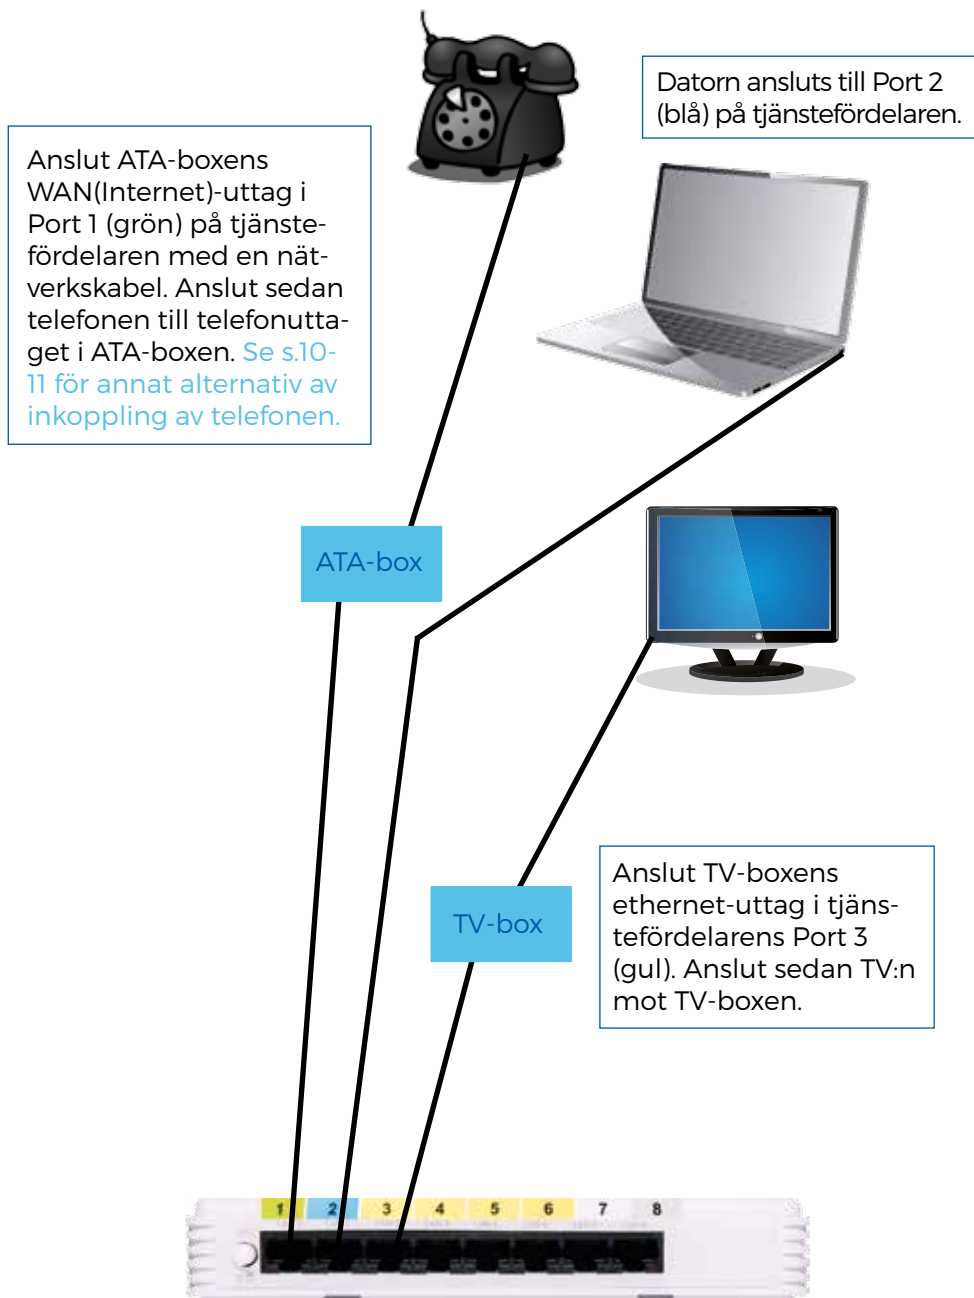 Datorn ansluts till Port 2
(blå) på tjänstefördelaren.
Anslut ATA-boxens
WAN(Internet)-uttag i
Port 1 (grön) på tjänste-
fördelaren med en nät-
verkskabel. Anslut sedan
telefonen till telefonutta-
get i ATA-boxen. Se s.10-
11 för annat alternativ av
inkoppling av telefonen.
ATA-box
TV-box
Anslut TV-boxens
ethernet-uttag i tjäns-
tefördelarens Port 3
(gul). Anslut sedan TV:n
mot TV-boxen.
1 2 3 4 5 6 7 8